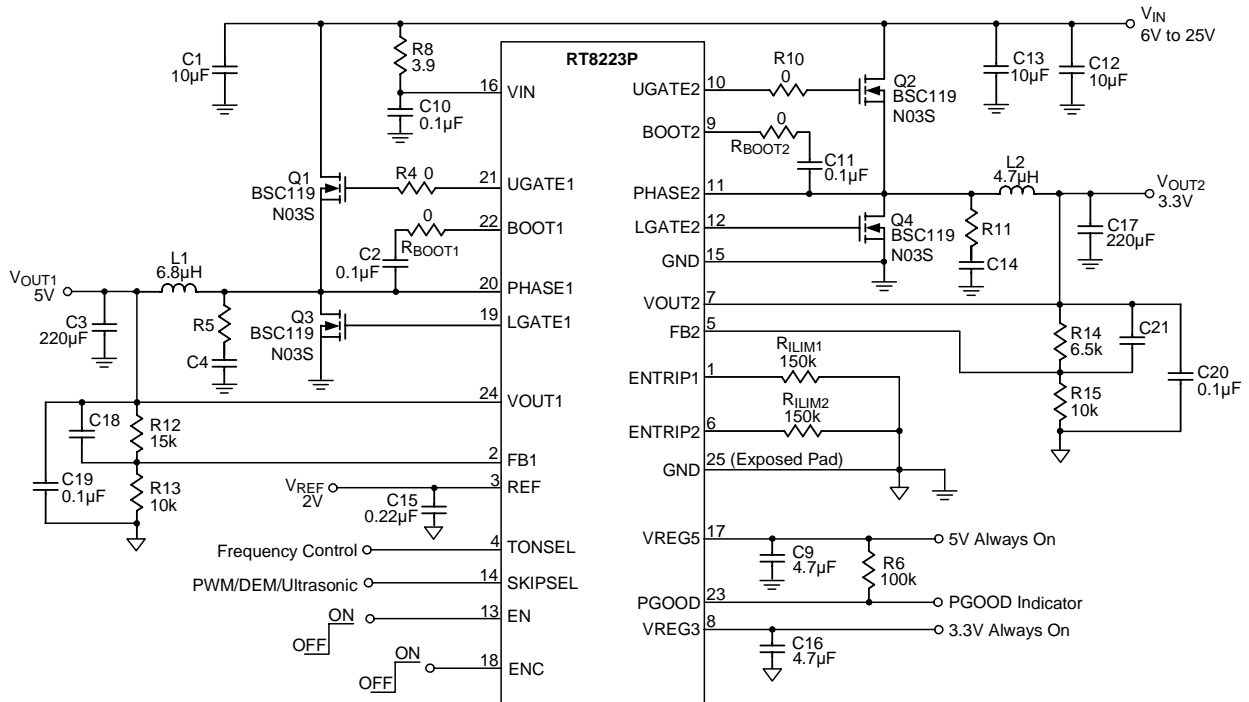 VIN
6V to 25V
C1
10µF
R8
3.9
RT8223P
R10
0
Q2
BSC119
N03S
C13
10µF
C12
10µF
16
VIN
C10
0.1µF
UGATE2
10
BOOT2
9
0
RBOOT2
C11
0.1µF
Q1
BSC119
N03S
R4 0
21
UGATE1
PHASE2
11
L2
4.7µH
VOUT2
3.3V
0
22
BOOT1
RBOOT1
C2
0.1µF
LGATE2
12
Q4
BSC119
N03S
R11
C14
C17
220µF
GND
15
VOUT1
5V
L1
6.8µH
20
PHASE1
VOUT2
7
C3
220µF
R5
C4
Q3
BSC119
N03S
19
LGATE1
FB2
5
R14
6.5k
C21
R15
10k
C20
0.1µF
ENTRIP1
1
RILIM1
150k
24
VOUT1
C18
R12
15k
ENTRIP2
6
RILIM2
150k
2
FB1
C19
0.1µF
R13
10k
GND
25 (Exposed Pad)
VREF
2V
3
REF
C15
0.22µF
VREG5
17
5V Always On
C9
4.7µF
R6
100k
Frequency Control
4
TONSEL
PWM/DEM/Ultrasonic
14
SKIPSEL
PGOOD
23
PGOOD Indicator
ON
OFF
13
EN
VREG3
8
3.3V Always On
C16
4.7µF
ON
OFF
18
ENC